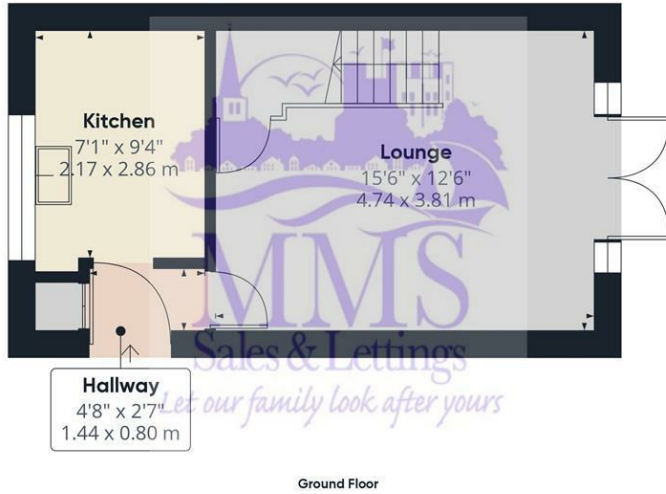 Kitchen
7'1" x 9'4"
2.17 x 2.86 m
Lounge
15'6" x 12'6"
4.74 x 3.81 m
MMS
Sales & Lettings
Let our family look after yours
Hallway
4'8" x 2'7"
1.44 x 0.80 m
Ground Floor